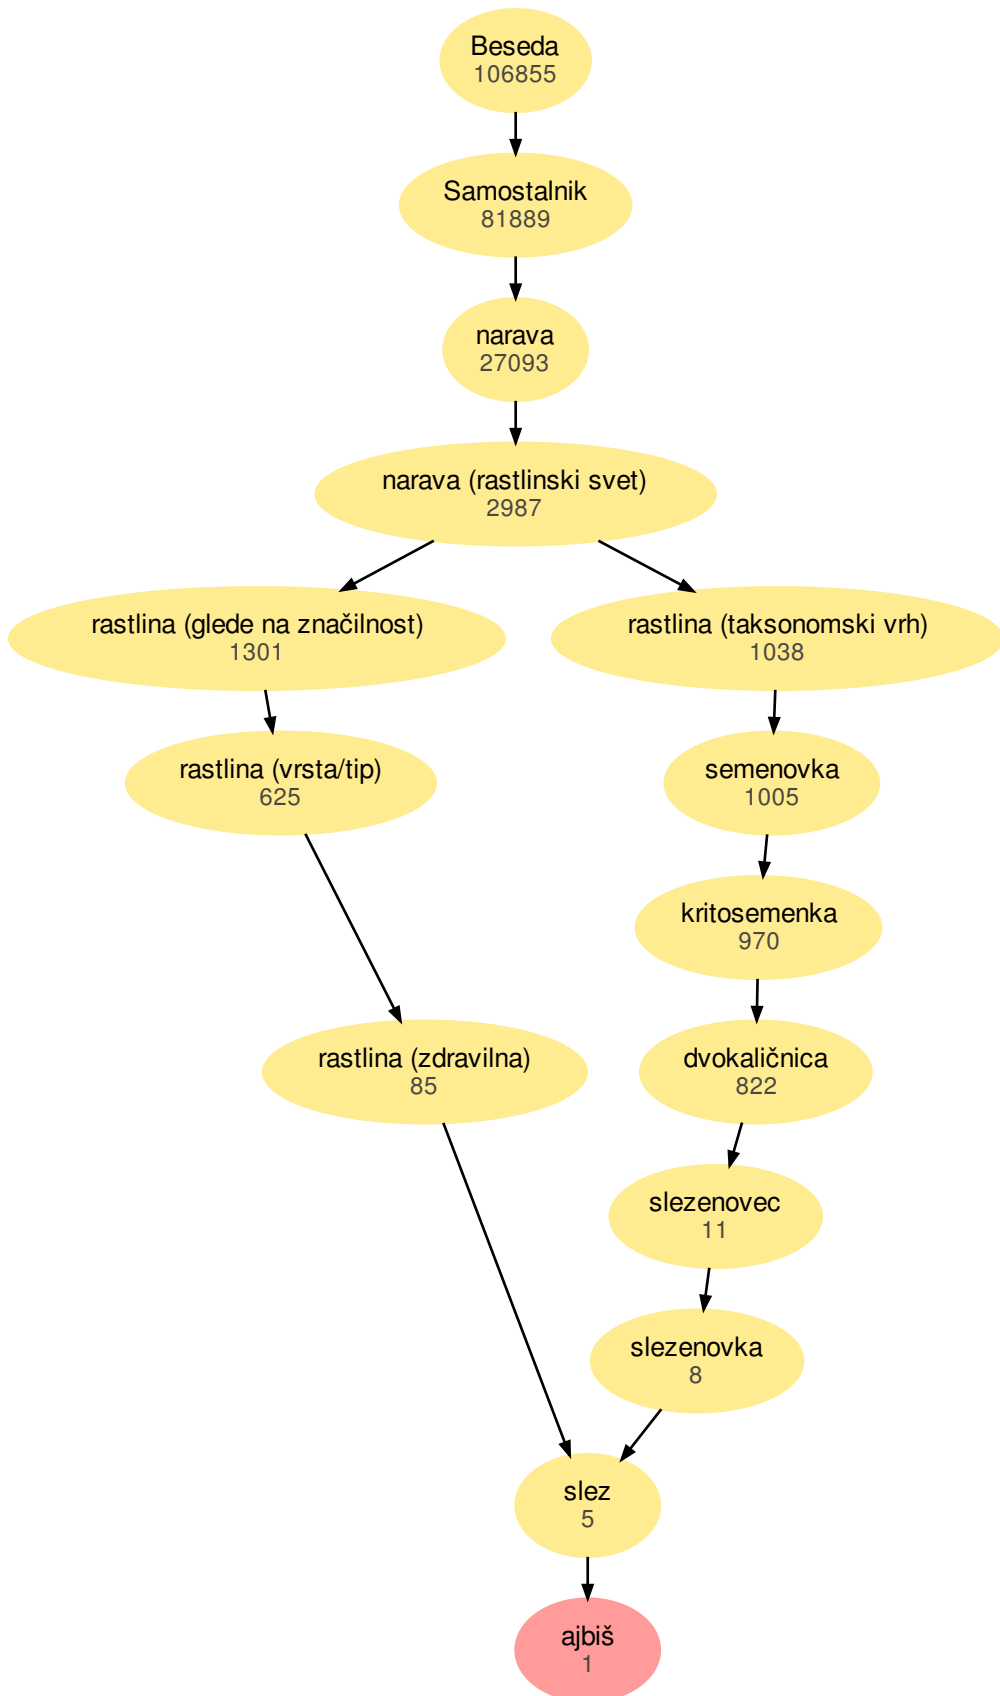 Beseda
106855
Samostalnik
81889
narava
27093
narava (rastlinski svet)
2987
rastlina (glede na značilnost)
1301
rastlina (taksonomski vrh)
1038
rastlina (vrsta/tip)
625
semenovka
1005
kritosemenka
970
rastlina (zdravilna)
85
dvokaličnica
822
slezenovec
11
slezenovka
8
slez
5
ajbiš
1